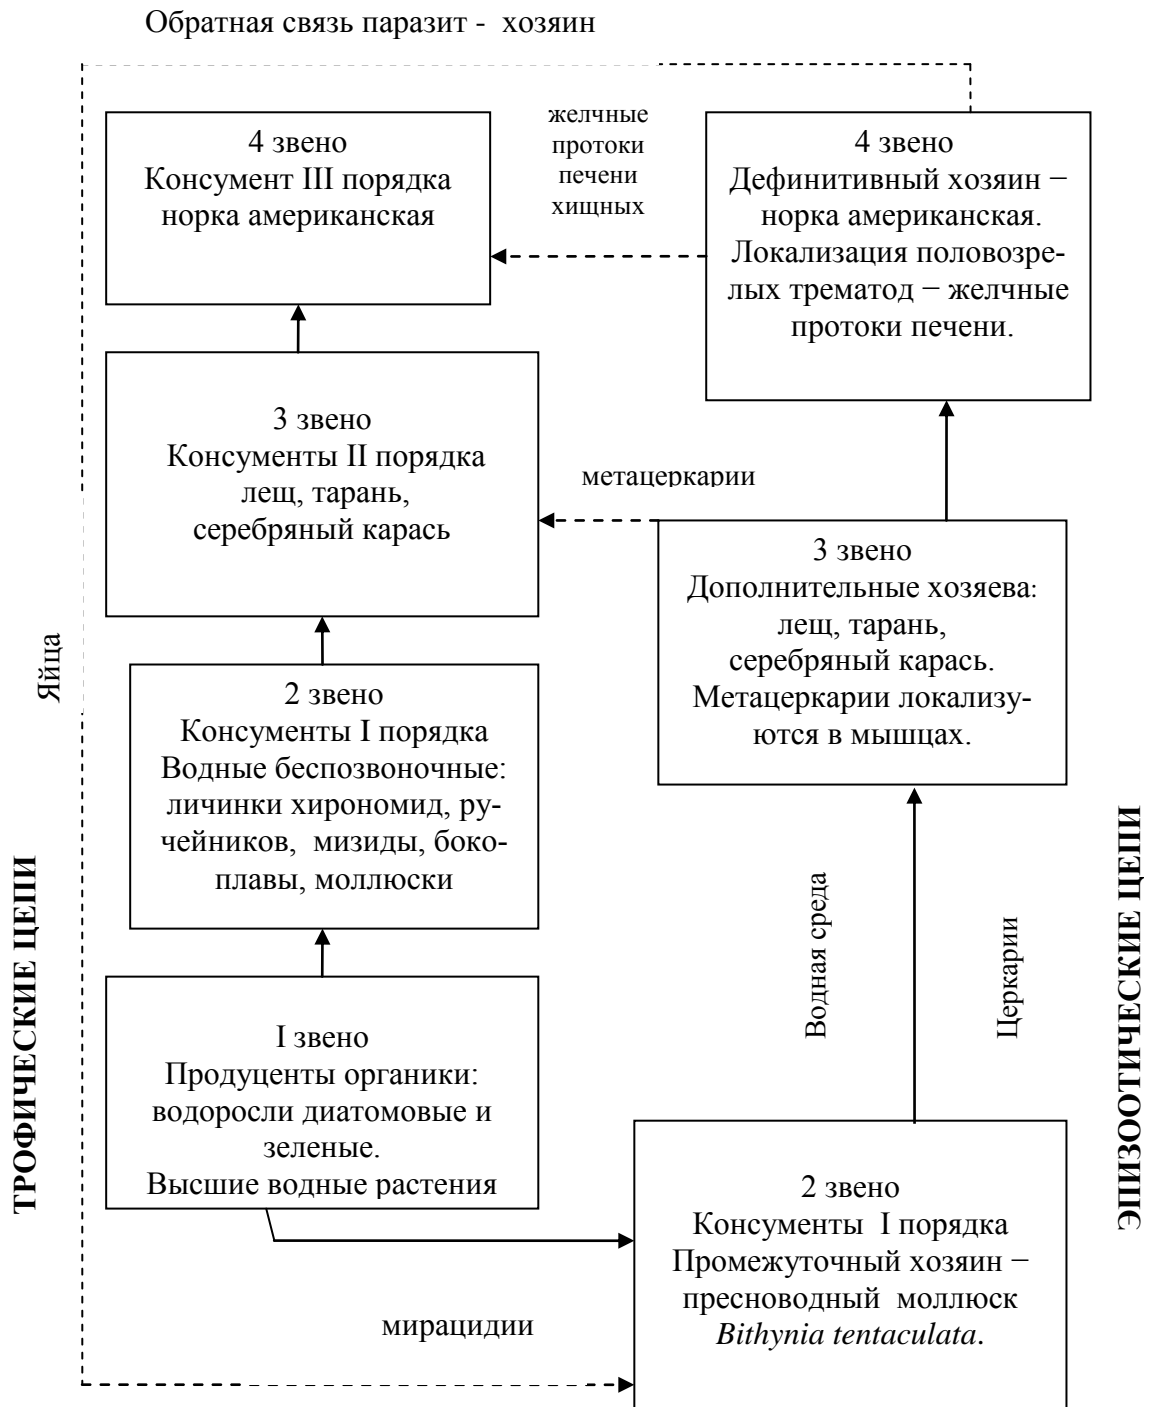 Обратная связь паразит - хозяин
4 звено
Консумент III порядка
норка американская
желчные
протоки
печени
хищных
4 звено
Дефинитивный хозяин −
норка американская.
Локализация половозре-
лых трематод − желчные
протоки печени.
3 звено
Консументы II порядка
лещ, тарань,
серебряный карась
метацеркарии
3 звено
Дополнительные хозяева:
лещ, тарань,
серебряный карась.
Метацеркарии локализу-
ются в мышцах.
Яйца
2 звено
Консументы I порядка
Водные беспозвоночные:
личинки хирономид, ру-
чейников, мизиды, боко-
плавы, моллюски
ТРОФИЧЕСКИЕ ЦЕПИ
Водная среда
Церкарии
ЭПИЗООТИЧЕСКИЕ ЦЕПИ
I звено
Продуценты органики:
водоросли диатомовые и
зеленые.
Высшие водные растения
2 звено
Консументы I порядка
Промежуточный хозяин −
пресноводный моллюск
Bithynia tentaculata.
мирацидии